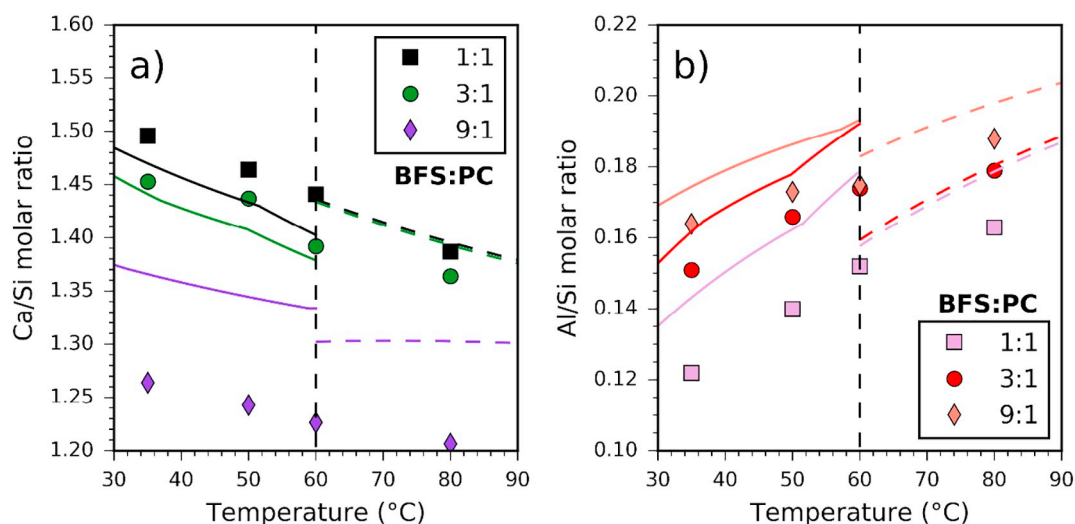 a)
1:1
3:1
9:1
BFS:PC
Ca/Si molar ratio
1.60
1.55
1.50
1.45
1.40
1.35
1.30
1.25
1.20
30 40 50 60 70 80 90
Temperature (°C)
b)
Al/Si molar ratio
0.22
0.20
0.18
0.16
0.14
0.12
0.10
BFS:PC
1:1
3:1
9:1
30 40 50 60 70 80 90
Temperature (°C)